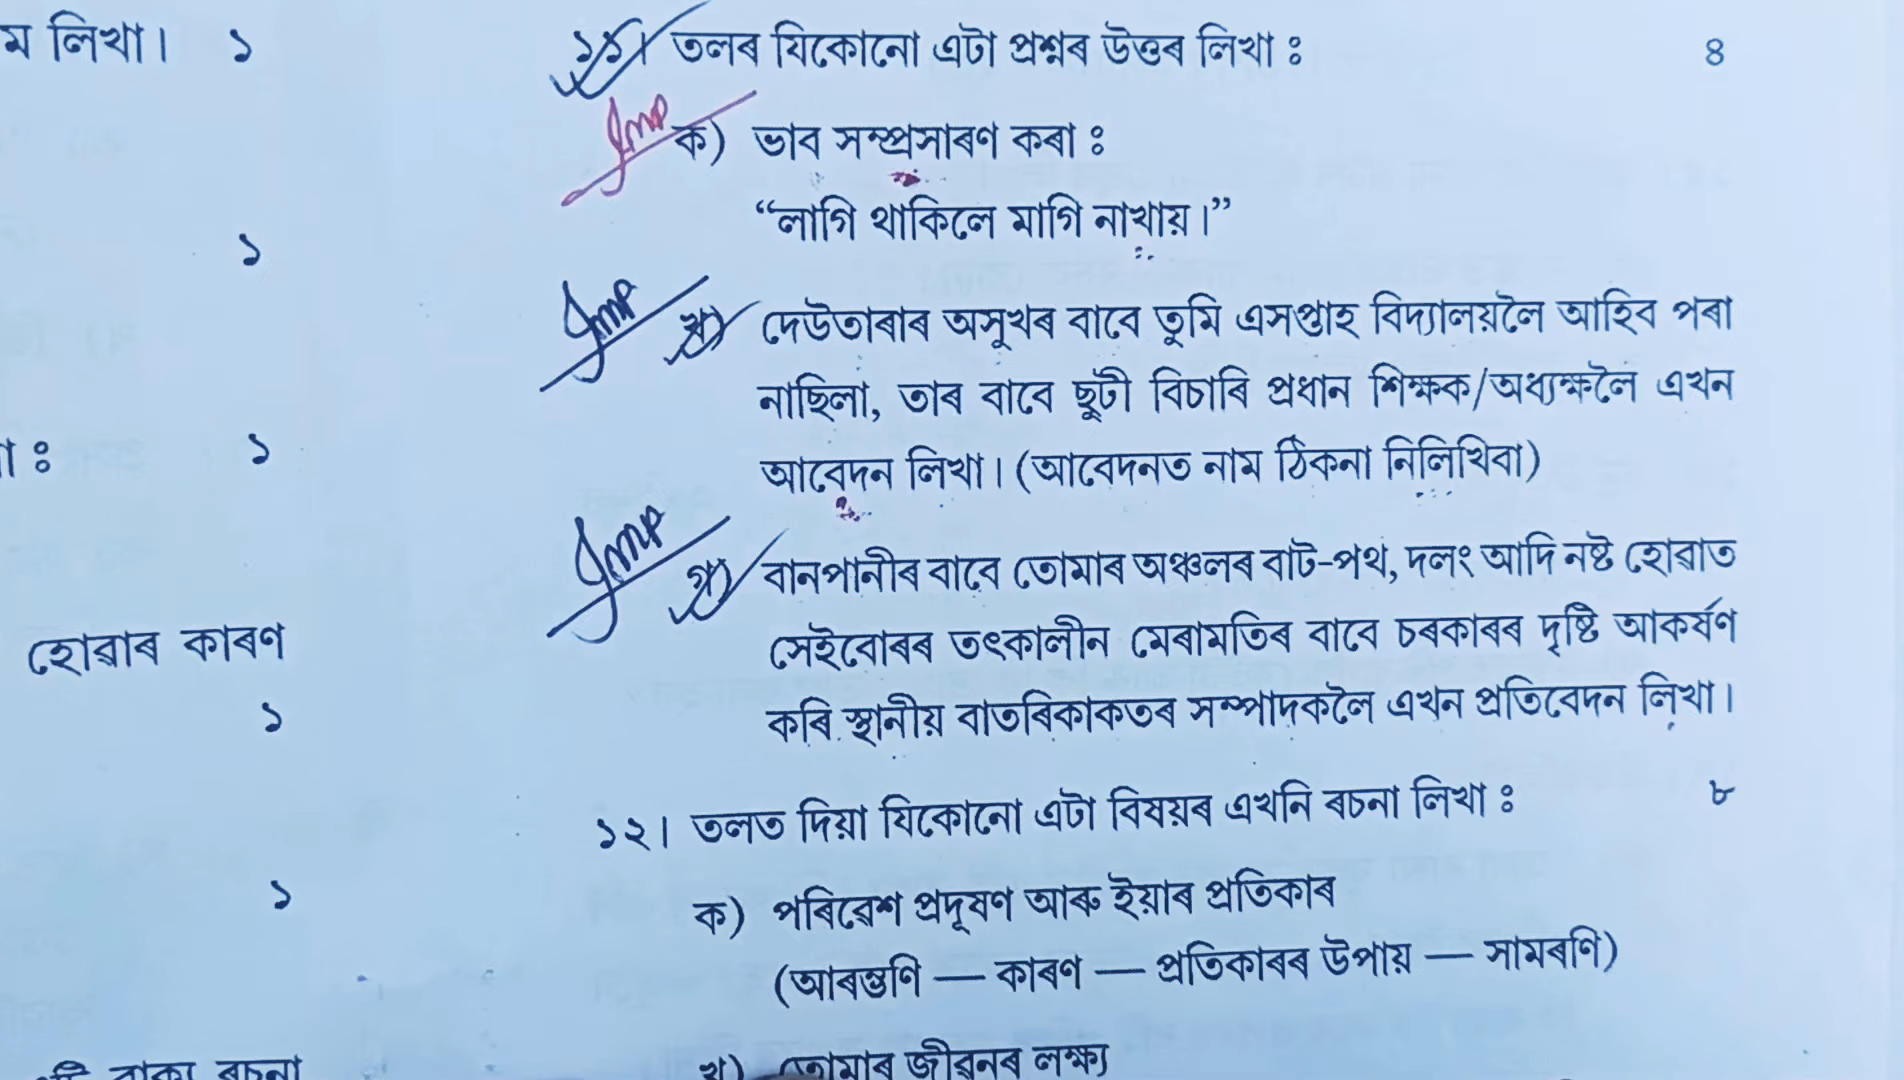 ম লিখা। ১
১
া ঃ ১
হোৱাৰ কাৰণ
১
১
বাক্য ৰচনা
১১। তলৰ যিকোনো এটা প্ৰশ্নৰ উত্তৰ লিখা ঃ ৪
Imp ক) ভাব সম্প্ৰসাৰণ কৰা ঃ
“লাগি থাকিলে মাগি নাখায়।”
Imp খ) দেউতাৰাৰ অসুখৰ বাবে তুমি এসপ্তাহ বিদ্যালয়লৈ আহিব পৰা
নাছিলা, তাৰ বাবে ছুটী বিচাৰি প্ৰধান শিক্ষক/অধ্যক্ষলৈ এখন
আবেদন লিখা। (আবেদনত নাম ঠিকনা নিলিখিবা)
Imp গ) বানপানীৰ বাবে তোমাৰ অঞ্চলৰ বাট-পথ, দলং আদি নষ্ট হোৱাত
সেইবোৰৰ তৎকালীন মেৰামতিৰ বাবে চৰকাৰৰ দৃষ্টি আকৰ্ষণ
কৰি স্থানীয় বাতৰিকাকতৰ সম্পাদকলৈ এখন প্ৰতিবেদন লিখা।
১২। তলত দিয়া যিকোনো এটা বিষয়ৰ এখনি ৰচনা লিখা ঃ ৮
ক) পৰিৱেশ প্ৰদূষণ আৰু ইয়াৰ প্ৰতিকাৰ
(আৰম্ভণি — কাৰণ — প্ৰতিকাৰৰ উপায় — সামৰণি)
খ) তোমাৰ জীৱনৰ লক্ষ্য